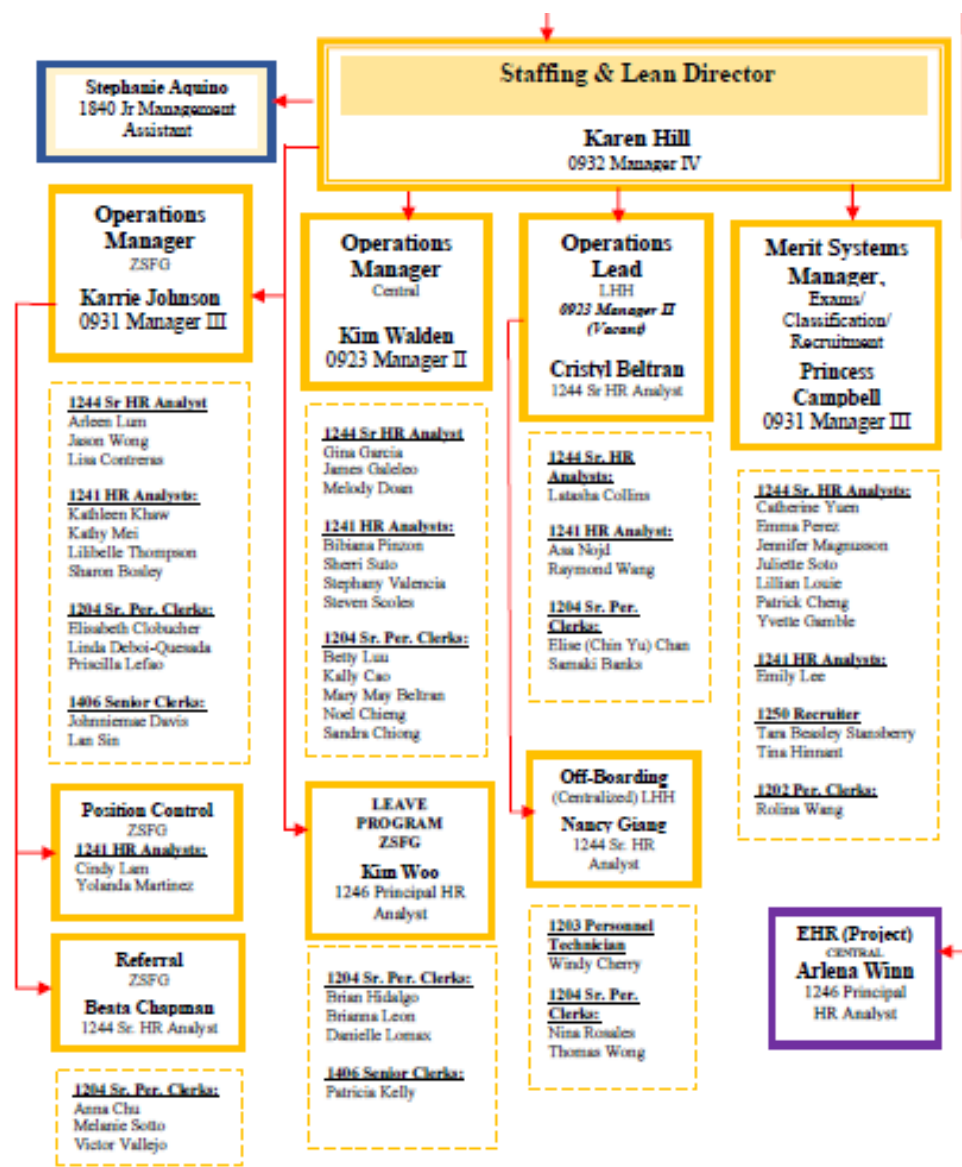 Staffing & Lean Director
Karen Hill
0932 Manager IV
Stephanie Aquino
1840 Jr Management
Assistant
Operations
Manager
ZSFG
Karrie Johnson
0931 Manager III
1244 Sr HR Analyst
Arleen Lum
Jason Wong
Lisa Contreras
1241 HR Analysts:
Kathleen Khaw
Kathy Mei
Lilibelle Thompson
Sharon Bosley
1204 Sr. Per. Clerks:
Elisabeth Clobucher
Linda Deboi-Quesada
Priscilla Lefao
1406 Senior Clerks:
Johnniemae Davis
Lan Sin
Position Control
ZSFG
1241 HR Analysts:
Cindy Lam
Yolanda Martinez
Referral
ZSFG
Beata Chapman
1244 Sr. HR Analyst
1204 Sr. Per. Clerks:
Anna Chu
Melanie Sotto
Victor Vallejo
Operations
Manager
Central
Kim Walden
0923 Manager II
1244 Sr HR Analyst
Gina Garcia
James Galeleo
Melody Doan
1241 HR Analysts:
Bibiana Pinzon
Sherri Suto
Stephany Valencia
Steven Scoles
1204 Sr. Per. Clerks:
Betty Luu
Kally Cao
Mary May Beltran
Noel Chieng
Sandra Chiong
LEAVE
PROGRAM
ZSFG
Kim Woo
1246 Principal HR
Analyst
1204 Sr. Per. Clerks:
Brian Hidalgo
Brianna Leon
Danielle Lomax
1406 Senior Clerks:
Patricia Kelly
Operations
Lead
LHH
0923 Manager II
(Vacant)
Cristyl Beltran
1244 Sr HR Analyst
1244 Sr. HR
Analysts:
Latasha Collins
1241 HR Analyst:
Asa Nojd
Raymond Wang
1204 Sr. Per.
Clerks:
Elise (Chin Yu) Chan
Samaki Banks
Off-Boarding
(Centralized) LHH
Nancy Giang
1244 Sr. HR
Analyst
1203 Personnel
Technician
Windy Cherry
1204 Sr. Per.
Clerks:
Nina Rosales
Thomas Wong
Merit Systems
Manager,
Exams/
Classification/
Recruitment
Princess
Campbell
0931 Manager III
1244 Sr. HR Analysts:
Catherine Yuen
Emma Perez
Jennifer Magnusson
Juliette Soto
Lillian Louie
Patrick Cheng
Yvette Gamble
1241 HR Analysts:
Emily Lee
1250 Recruiter
Tara Beasley Stansberry
Tina Hinnant
1202 Per. Clerks:
Rolina Wang
EHR (Project)
CENTRAL
Arlena Winn
1246 Principal
HR Analyst